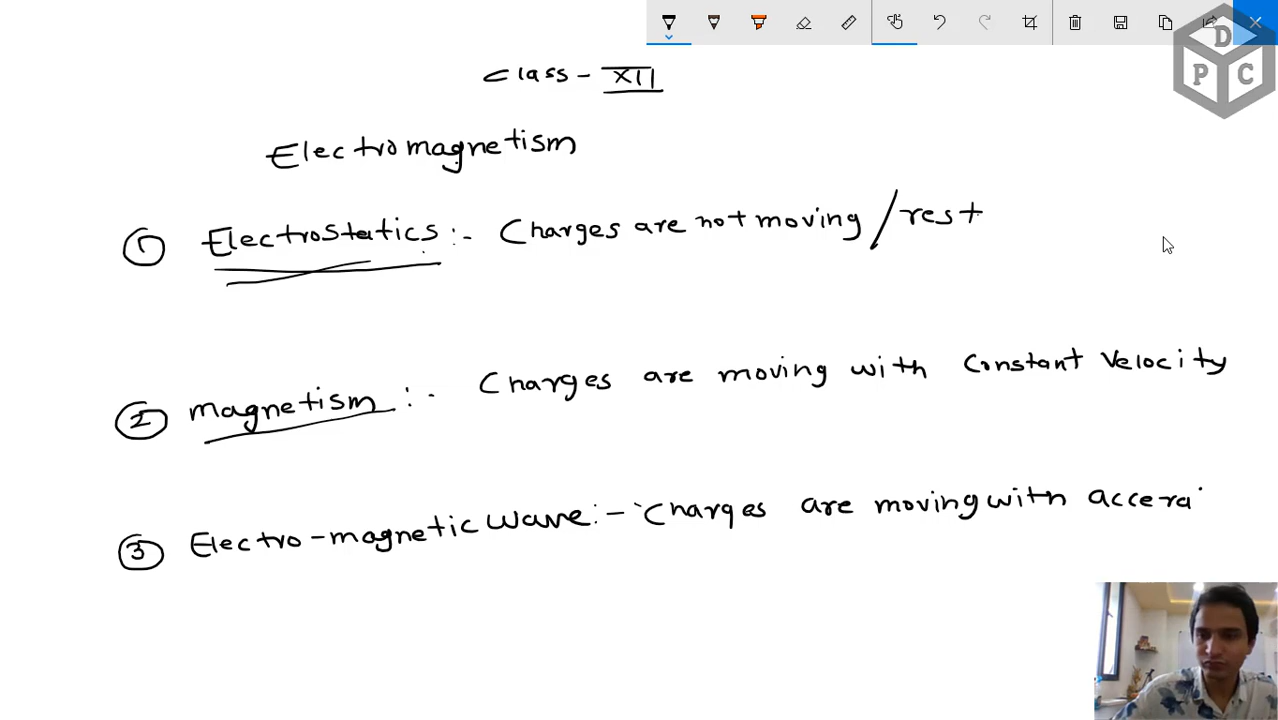 Class - XII
Electromagnetism
① Electrostatics :- Charges are not moving / rest
② magnetism :- Charges are moving with Constant Velocity
③ Electro-magnetic Wave :- Charges are moving with accera
D
P C